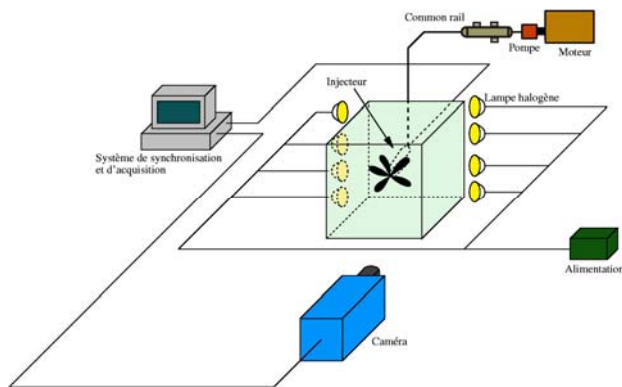 Common rail
Pompe
Moteur
Injecteur
Lampe halogène
Système de synchronisation
et d'acquisition
Alimentation
Caméra